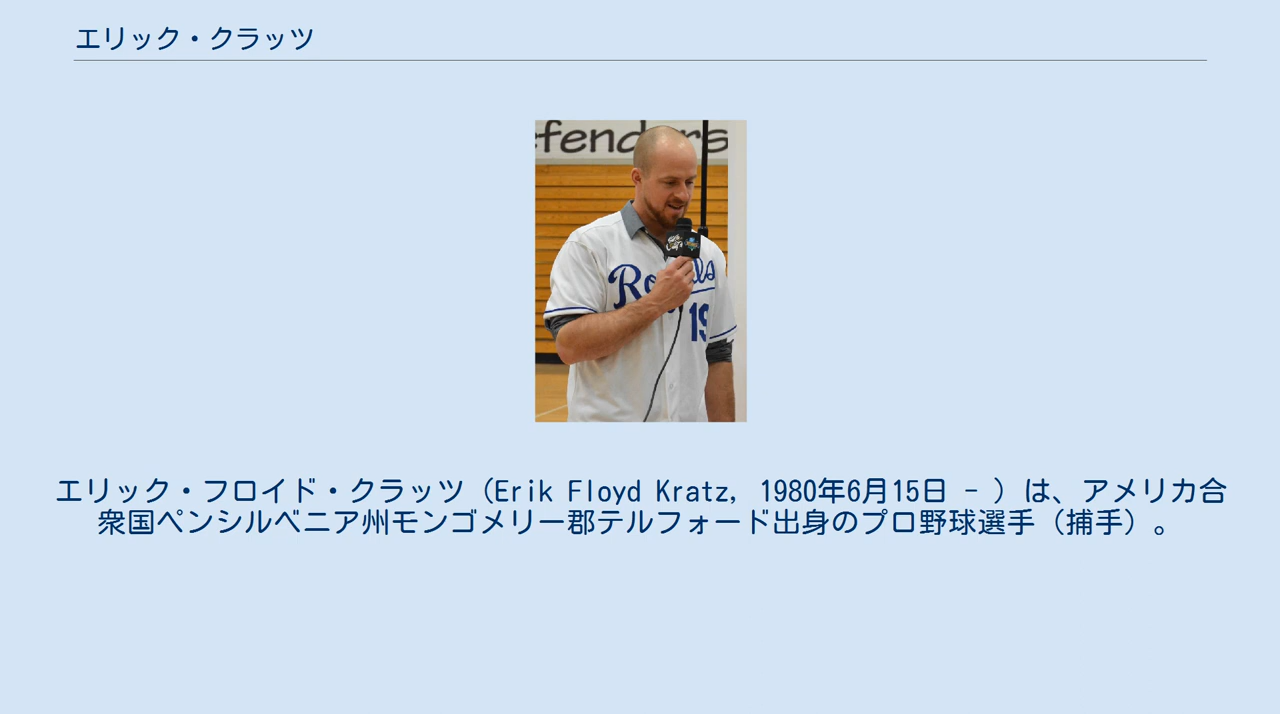 エリック・クラッツ
efenders
Royals
19
エリック・フロイド・クラッツ（Erik Floyd Kratz, 1980年6月15日 - ）は、アメリカ合
衆国ペンシルベニア州モンゴメリー郡テルフォード出身のプロ野球選手（捕手）。